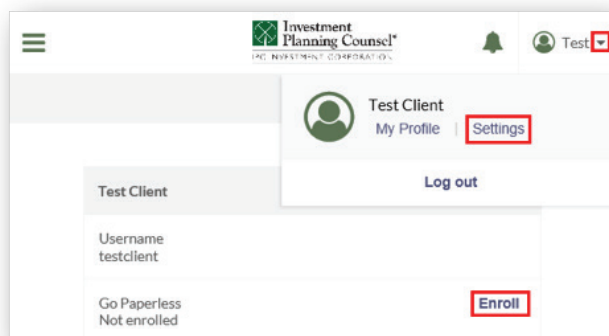 Investment
Planning Counsel®
IPC INVESTMENT CORPORATION
Test
Test Client
My Profile | Settings
Log out
Test Client
Username
testclient
Go Paperless
Enroll
Not enrolled